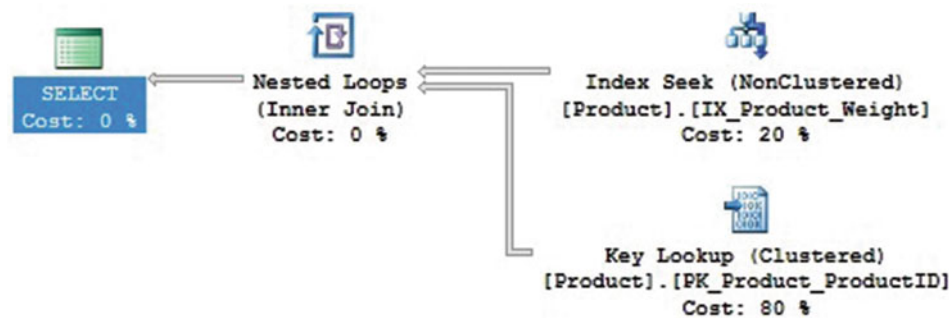 SELECT
Cost: 0 %
Nested Loops
(Inner Join)
Cost: 0 %
Index Seek (NonClustered)
[Product].[IX_Product_Weight]
Cost: 20 %
Key Lookup (Clustered)
[Product].[PK_Product_ProductID]
Cost: 80 %